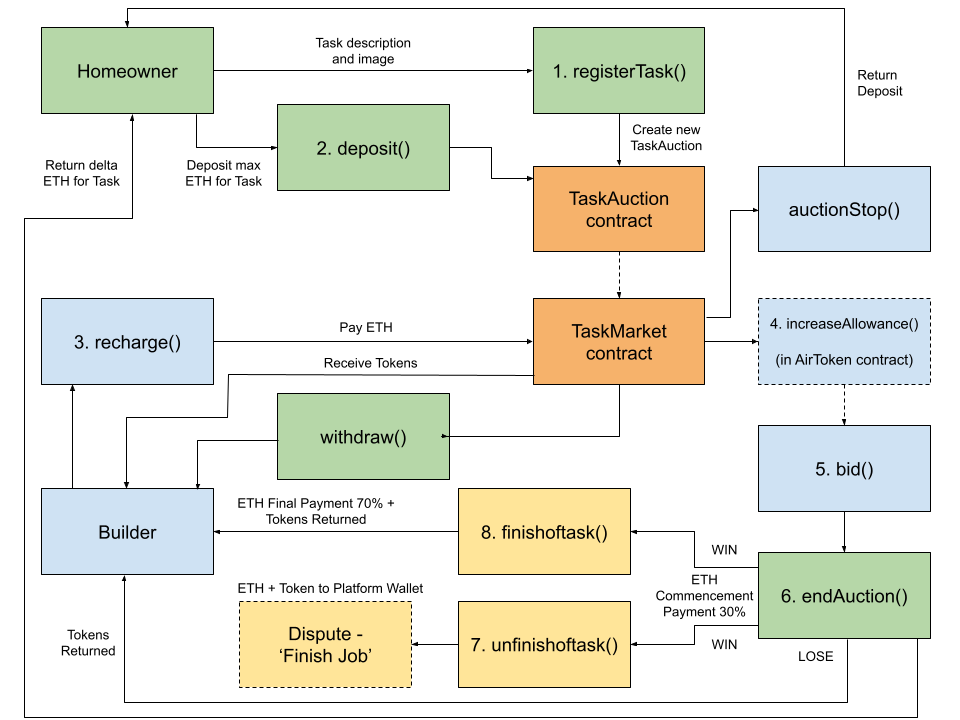 Homeowner
Task description
and image
1. registerTask()
Return
Deposit
2. deposit()
Create new
TaskAuction
Return delta
ETH for Task
Deposit max
ETH for Task
TaskAuction
contract
auctionStop()
3. recharge()
Pay ETH
TaskMarket
contract
4. increaseAllowance()
(in AirToken contract)
Receive Tokens
withdraw()
5. bid()
Builder
ETH Final Payment 70% +
Tokens Returned
8. finishoftask()
WIN
ETH
Commencement
Payment 30%
6. endAuction()
ETH + Token to Platform Wallet
Dispute -
‘Finish Job’
7. unfinishoftask()
WIN
LOSE
Tokens
Returned